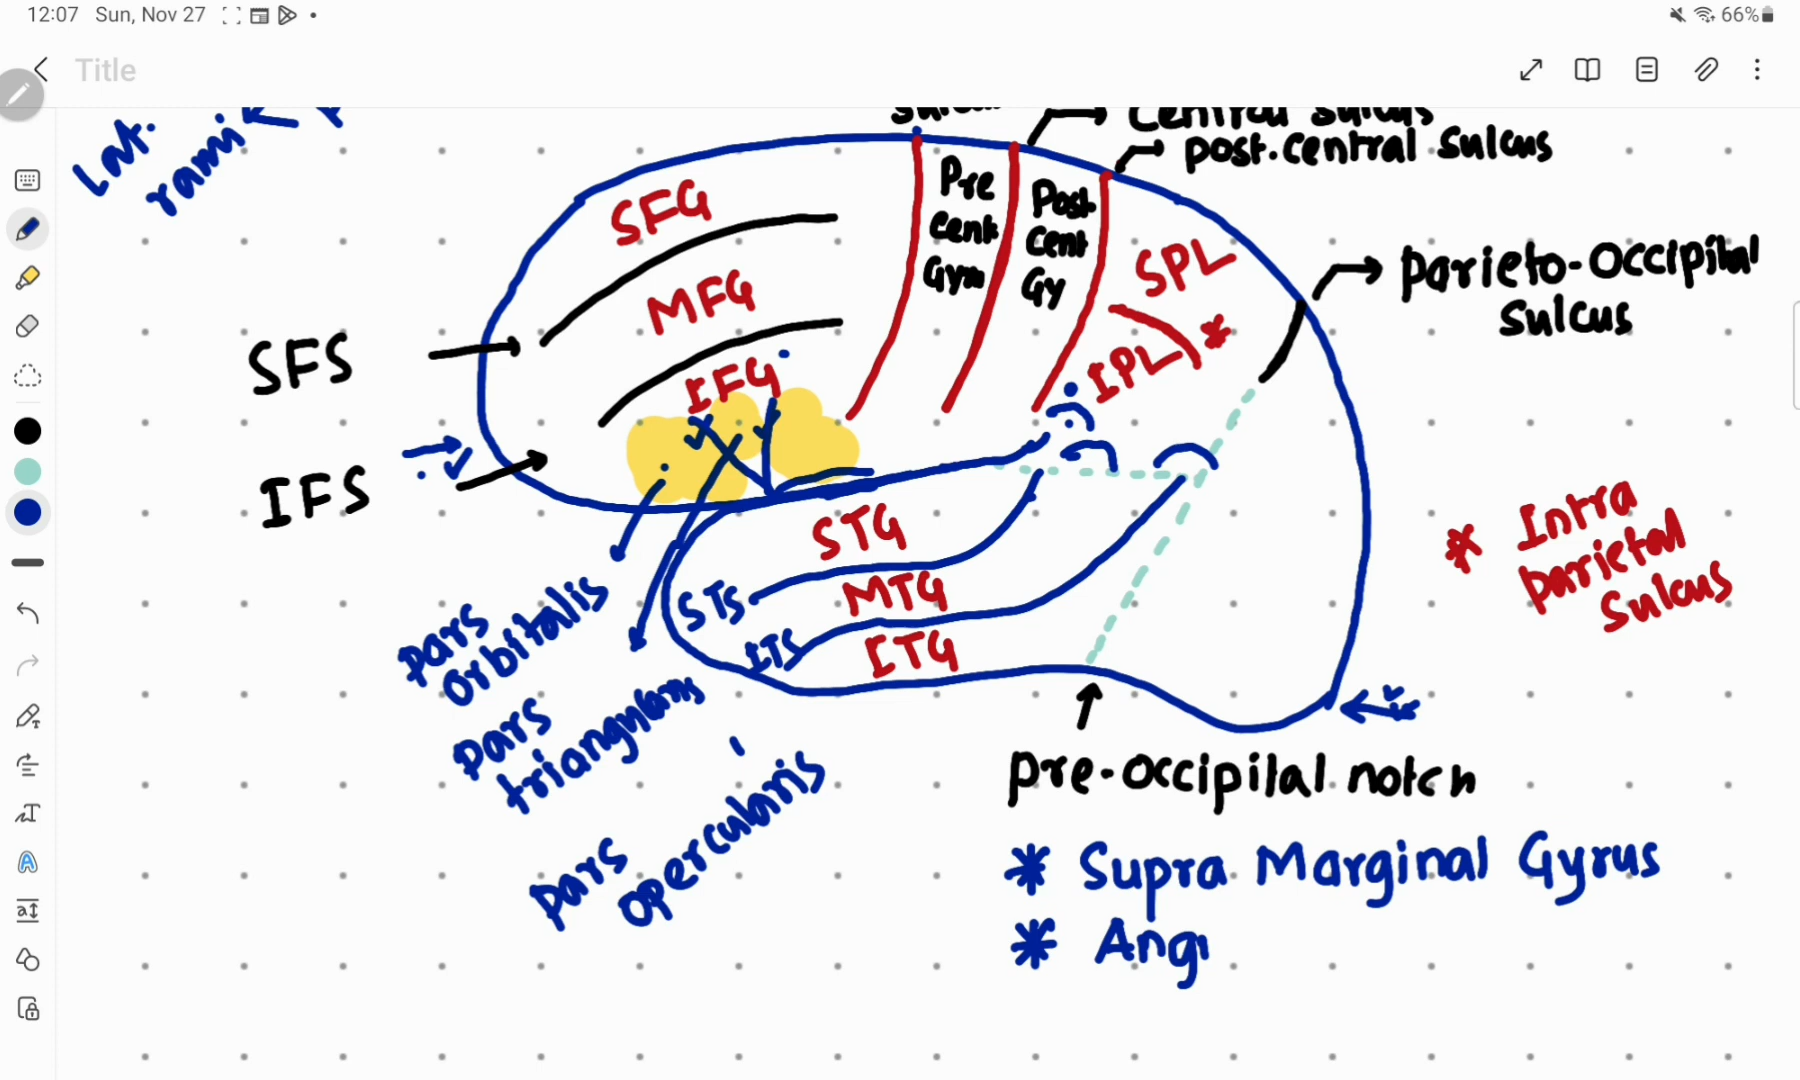 12:07 Sun, Nov 27
66%
Title
Lat.
rami
Central Sulcus
post.central Sulcus
Pre
Cent
Gyrus
Post
Cent
Gy
SFG
MFG
IFG
SPL
IPL *
Parieto-occipital
Sulcus
SFS
IFS
STG
MTG
ITG
STS
ITS
* Intra
parietal
Sulcus
pars
orbitalis
pars
triangularis
pars
opercularis
pre-occipital notch
* Supra Marginal Gyrus
* Ang